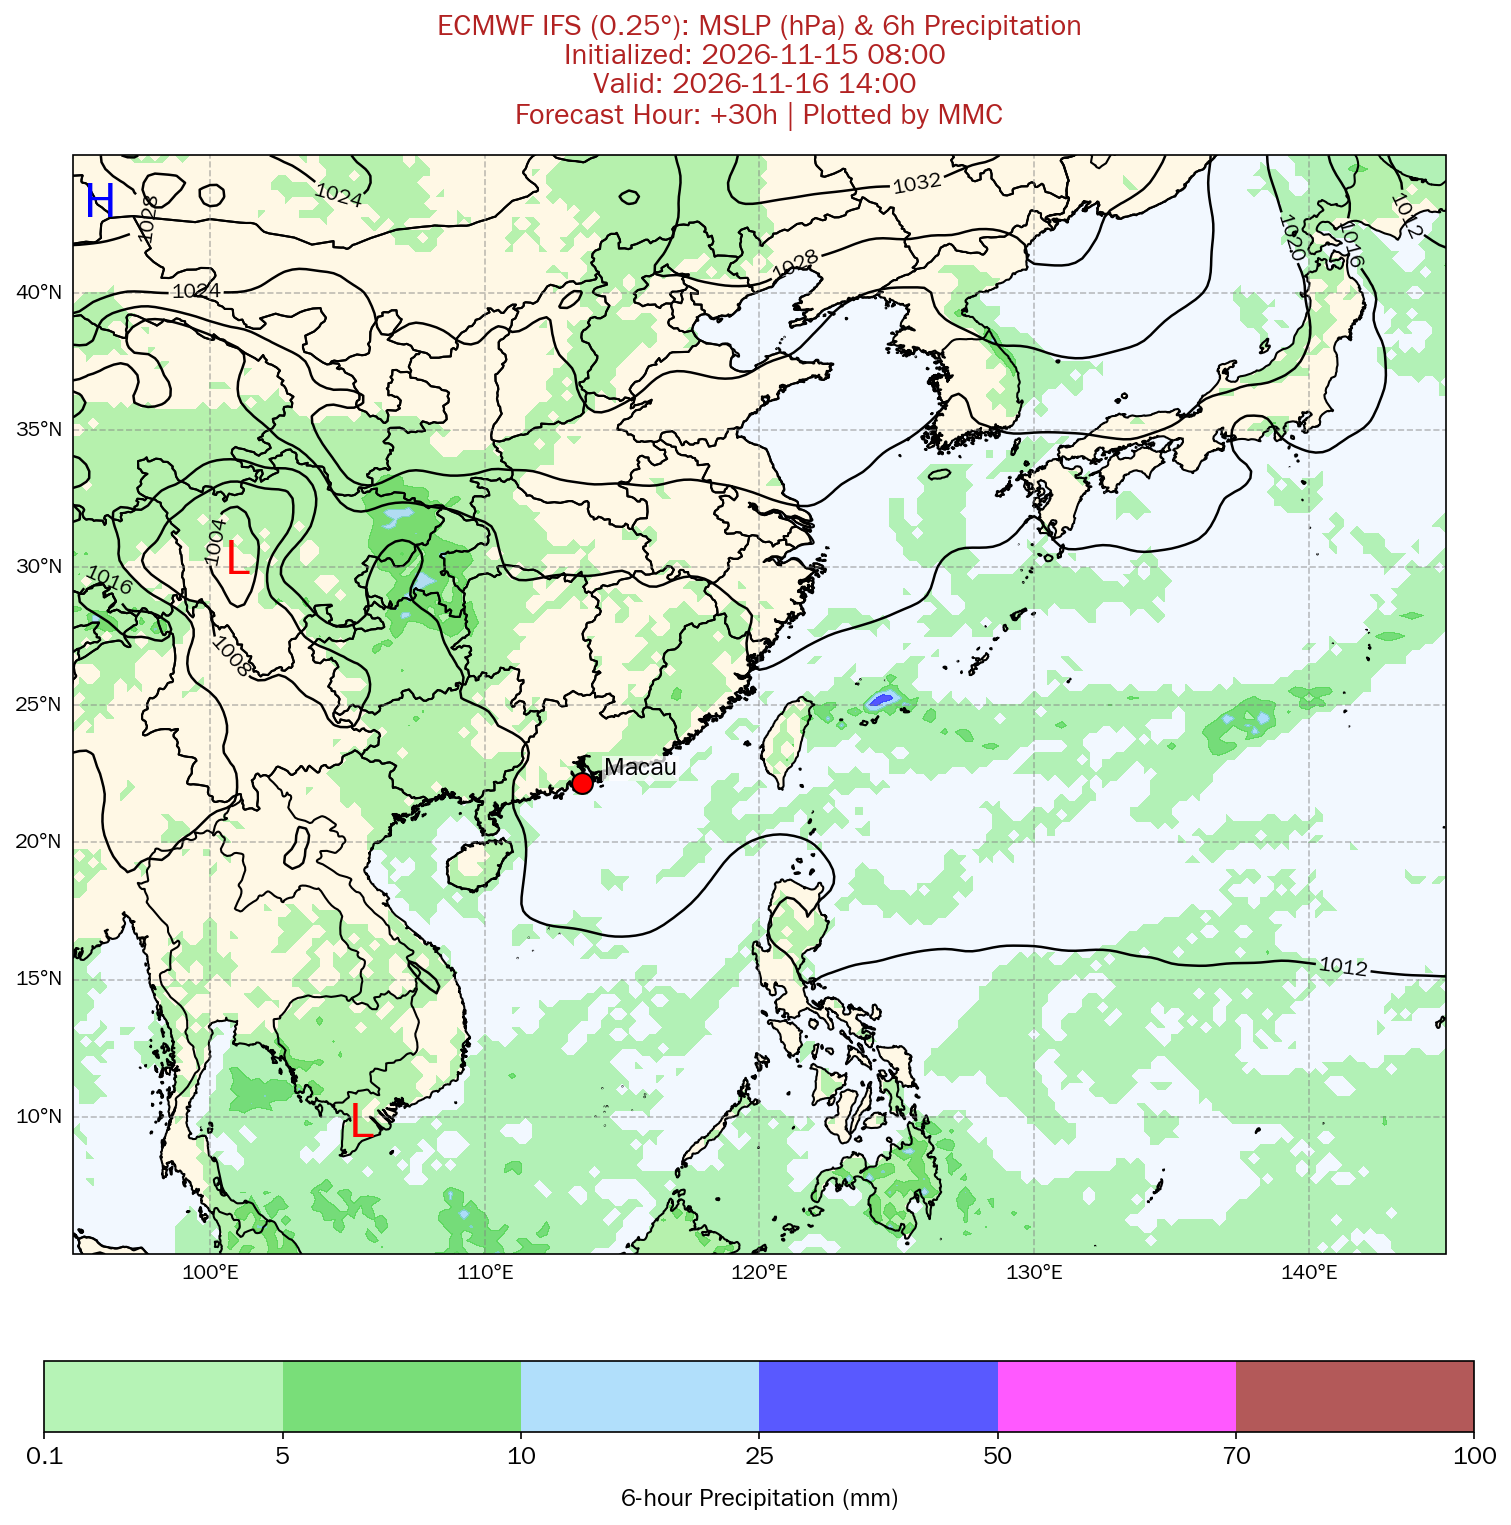 ECMWF IFS (0.25°): MSLP (hPa) & 6h Precipitation
Initialized: 2026-11-15 08:00
Valid: 2026-11-16 14:00
Forecast Hour: +30h | Plotted by MMC
H
1028
1024
1032
1020
1016
1012
1028
1024
40°N
35°N
1004
L
30°N
1016
1008
25°N
Macau
20°N
1012
15°N
10°N
L
100°E
110°E
120°E
130°E
140°E
0.1
5
10
25
50
70
100
6-hour Precipitation (mm)